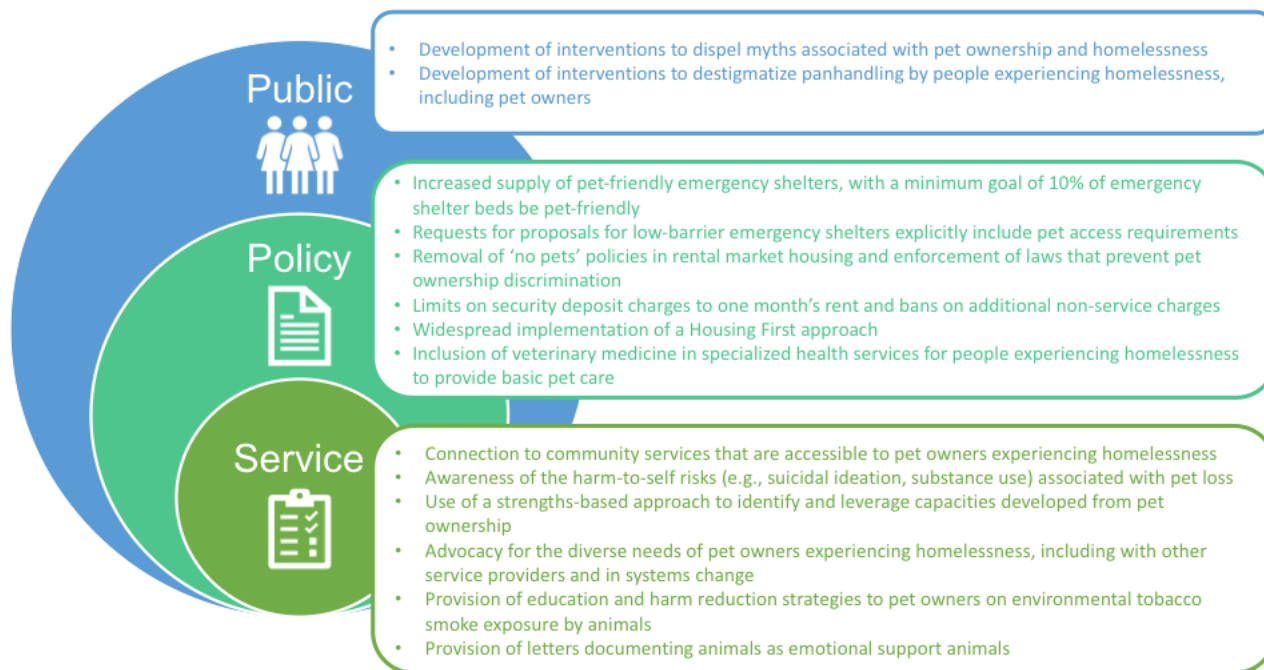 Public
• Development of interventions to dispel myths associated with pet ownership and homelessness
• Development of interventions to destigmatize panhandling by people experiencing homelessness,
including pet owners
Policy
• Increased supply of pet-friendly emergency shelters, with a minimum goal of 10% of emergency
shelter beds be pet-friendly
• Requests for proposals for low-barrier emergency shelters explicitly include pet access requirements
• Removal of ‘no pets’ policies in rental market housing and enforcement of laws that prevent pet
ownership discrimination
• Limits on security deposit charges to one month’s rent and bans on additional non-service charges
• Widespread implementation of a Housing First approach
• Inclusion of veterinary medicine in specialized health services for people experiencing homelessness
to provide basic pet care
Service
• Connection to community services that are accessible to pet owners experiencing homelessness
• Awareness of the harm-to-self risks (e.g., suicidal ideation, substance use) associated with pet loss
• Use of a strengths-based approach to identify and leverage capacities developed from pet
ownership
• Advocacy for the diverse needs of pet owners experiencing homelessness, including with other
service providers and in systems change
• Provision of education and harm reduction strategies to pet owners on environmental tobacco
smoke exposure by animals
• Provision of letters documenting animals as emotional support animals